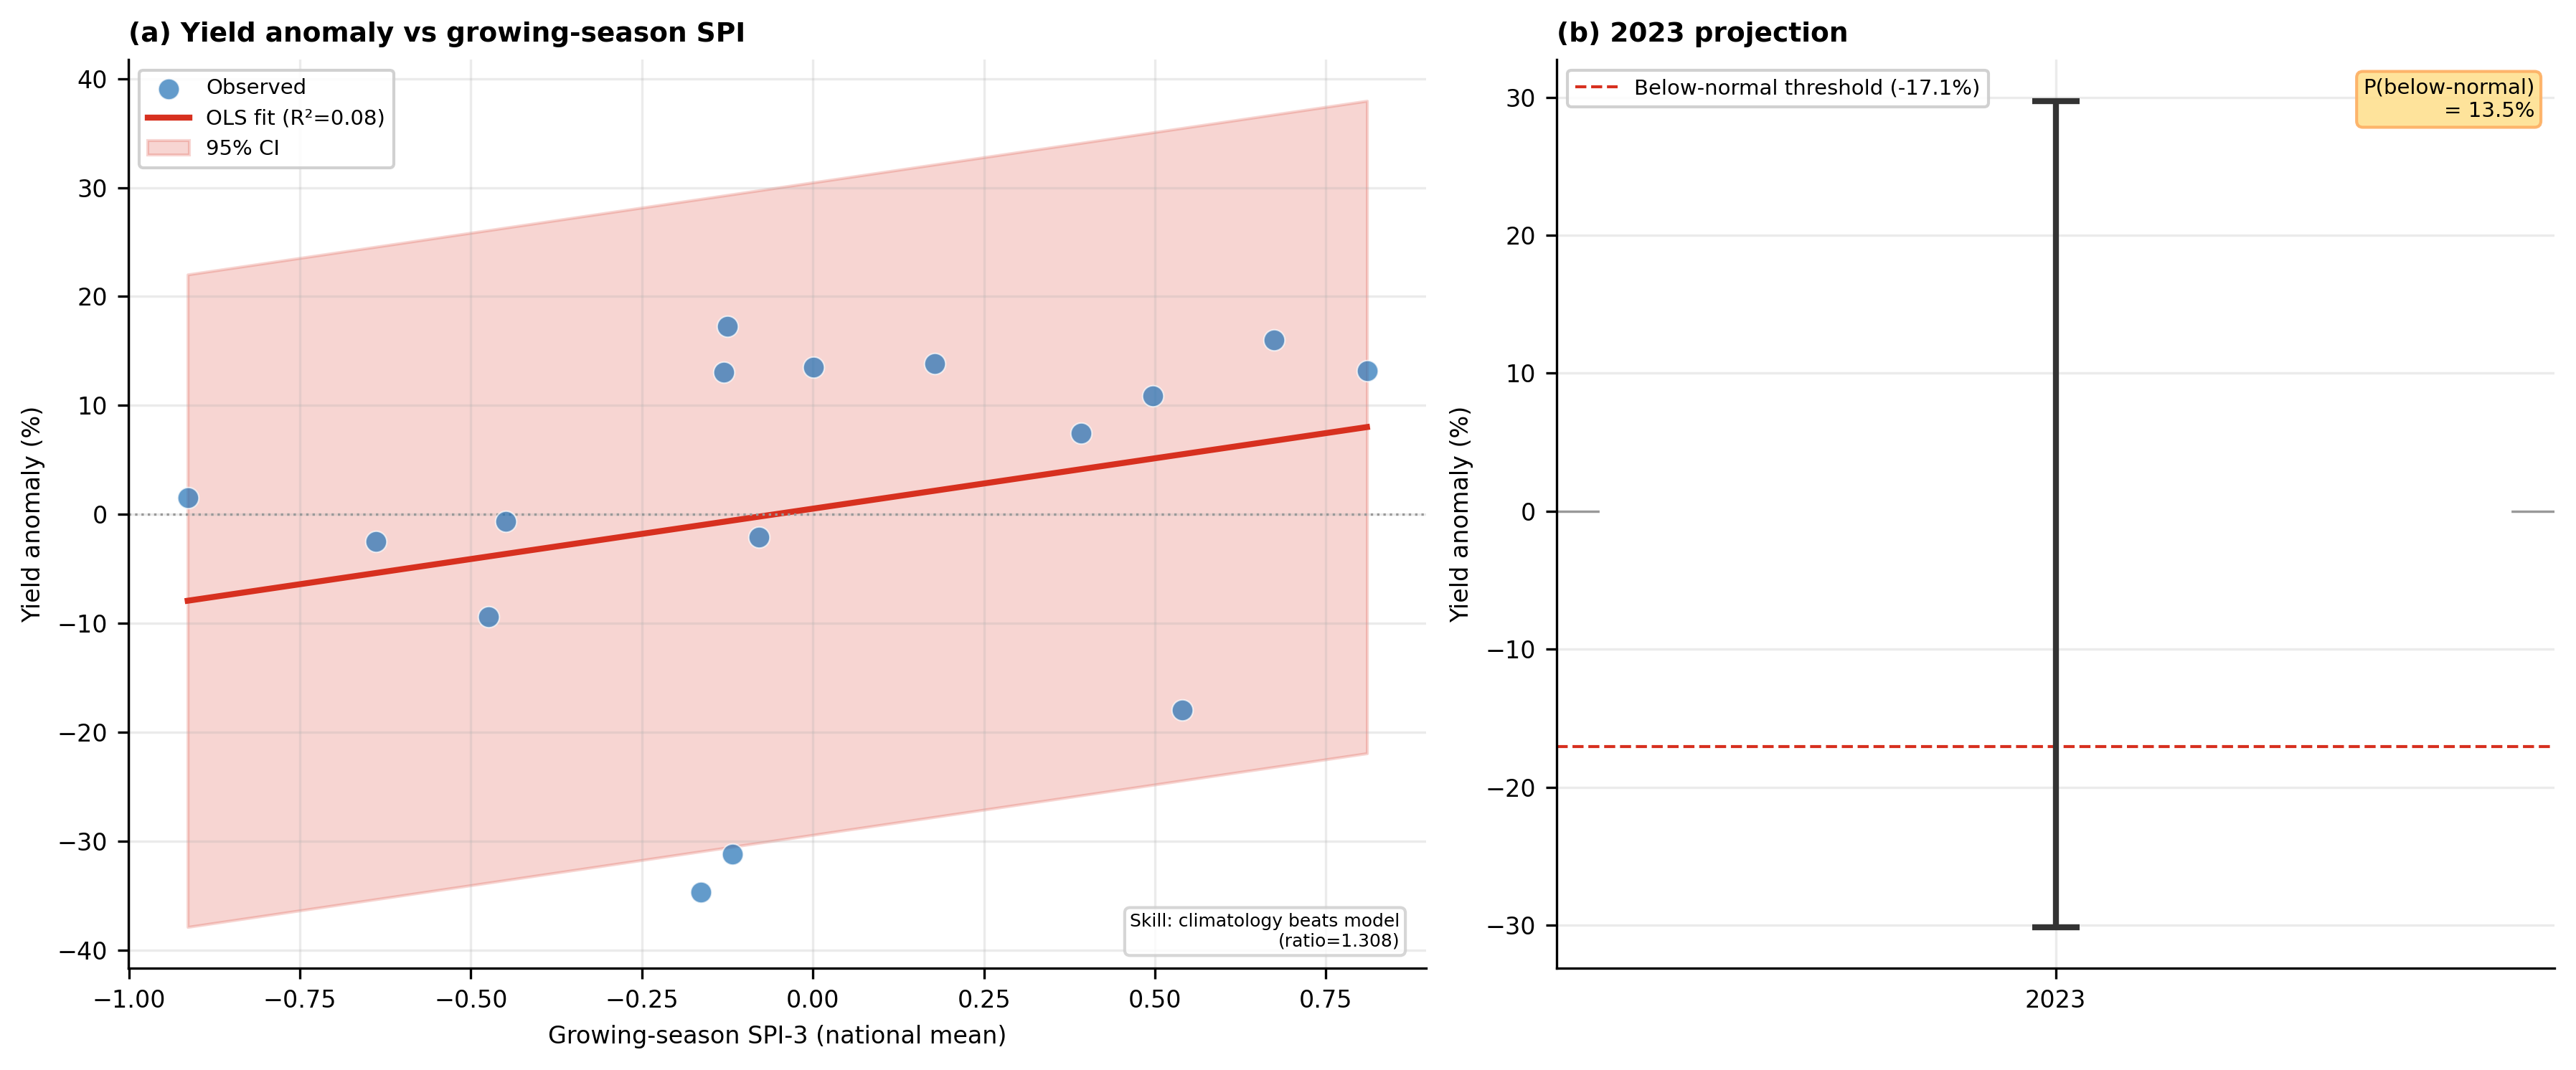 (a) Yield anomaly vs growing-season SPI
Observed
OLS fit (R²=0.08)
95% CI
40
30
20
10
0
−10
−20
−30
−40
Yield anomaly (%)
Skill: climatology beats model
(ratio=1.308)
−1.00
−0.75
−0.50
−0.25
0.00
0.25
0.50
0.75
Growing-season SPI-3 (national mean)
(b) 2023 projection
Below-normal threshold (-17.1%)
P(below-normal)
= 13.5%
30
20
10
0
−10
−20
−30
Yield anomaly (%)
2023